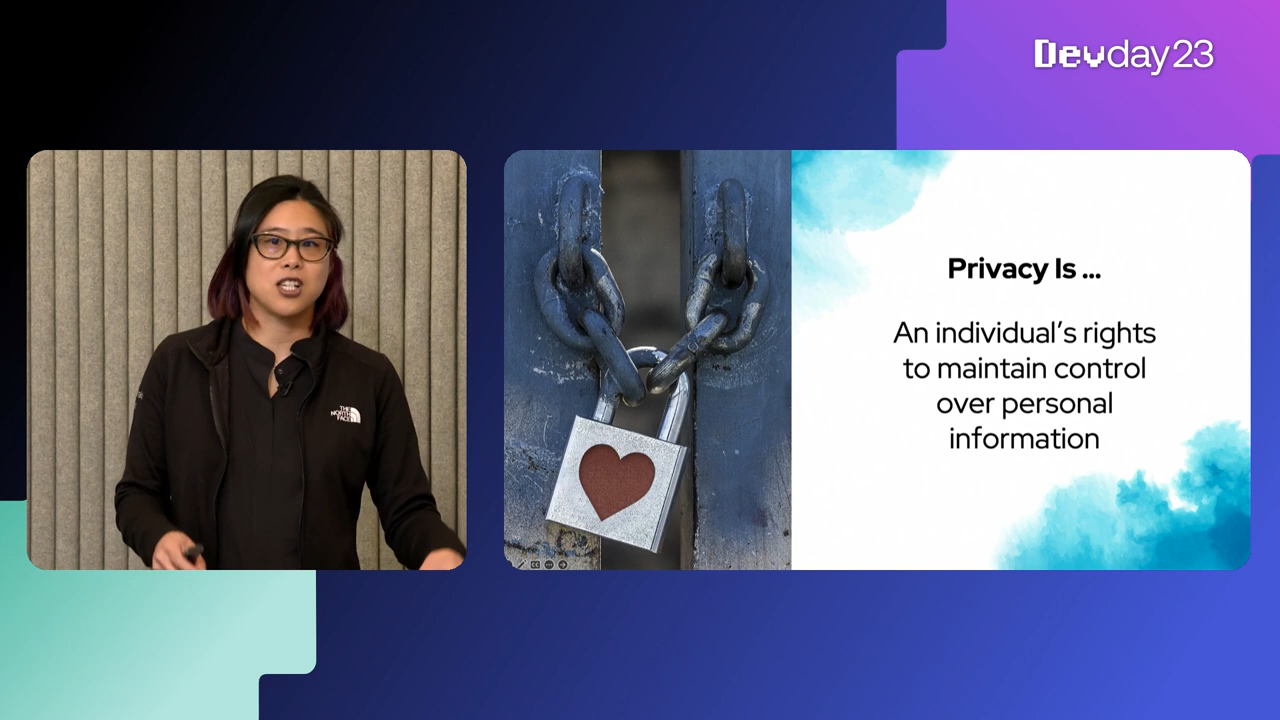 Devday23
THE
NORTH
FACE
Privacy Is ...
An individual’s rights
to maintain control
over personal
information